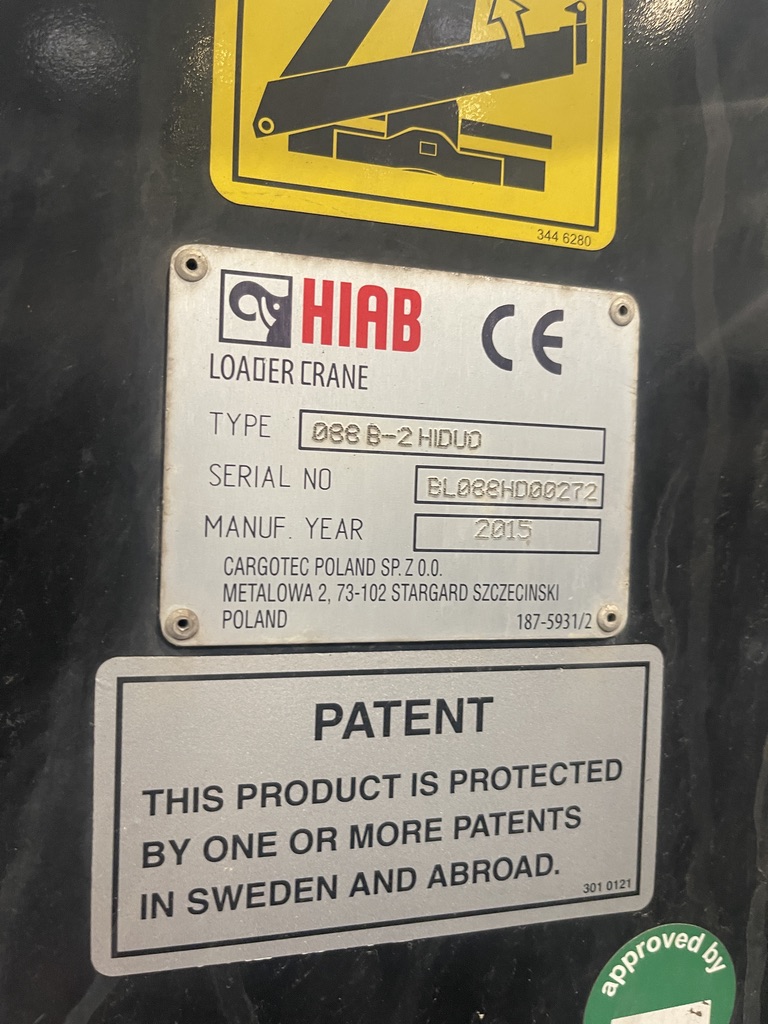 344 6280
HIAB
CE
LOADER CRANE
TYPE 088 B-2 HIDUO
SERIAL NO BL088HD00272
MANUF. YEAR 2015
CARGOTEC POLAND SP. Z O.O.
METALOWA 2, 73-102 STARGARD SZCZECINSKI
POLAND 187-5931/2
PATENT
THIS PRODUCT IS PROTECTED
BY ONE OR MORE PATENTS
IN SWEDEN AND ABROAD.
301 0121
approved by